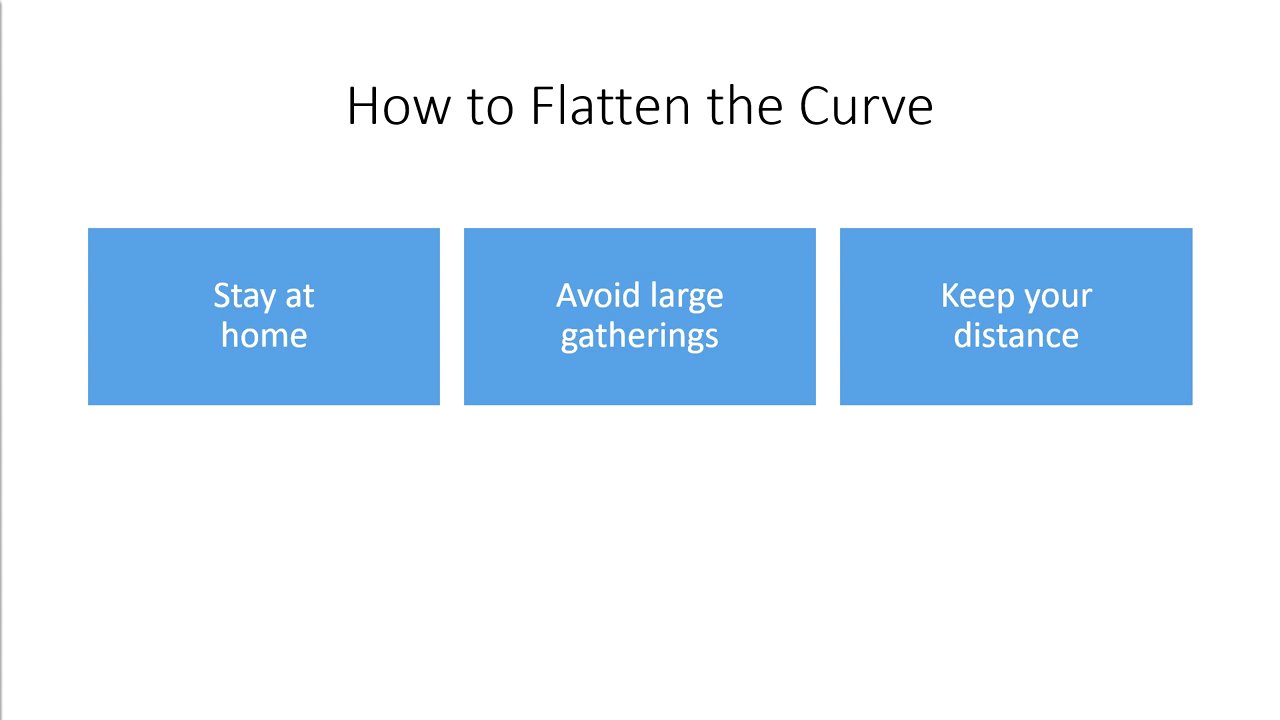 How to Flatten the Curve
Stay at
home
Avoid large
gatherings
Keep your
distance